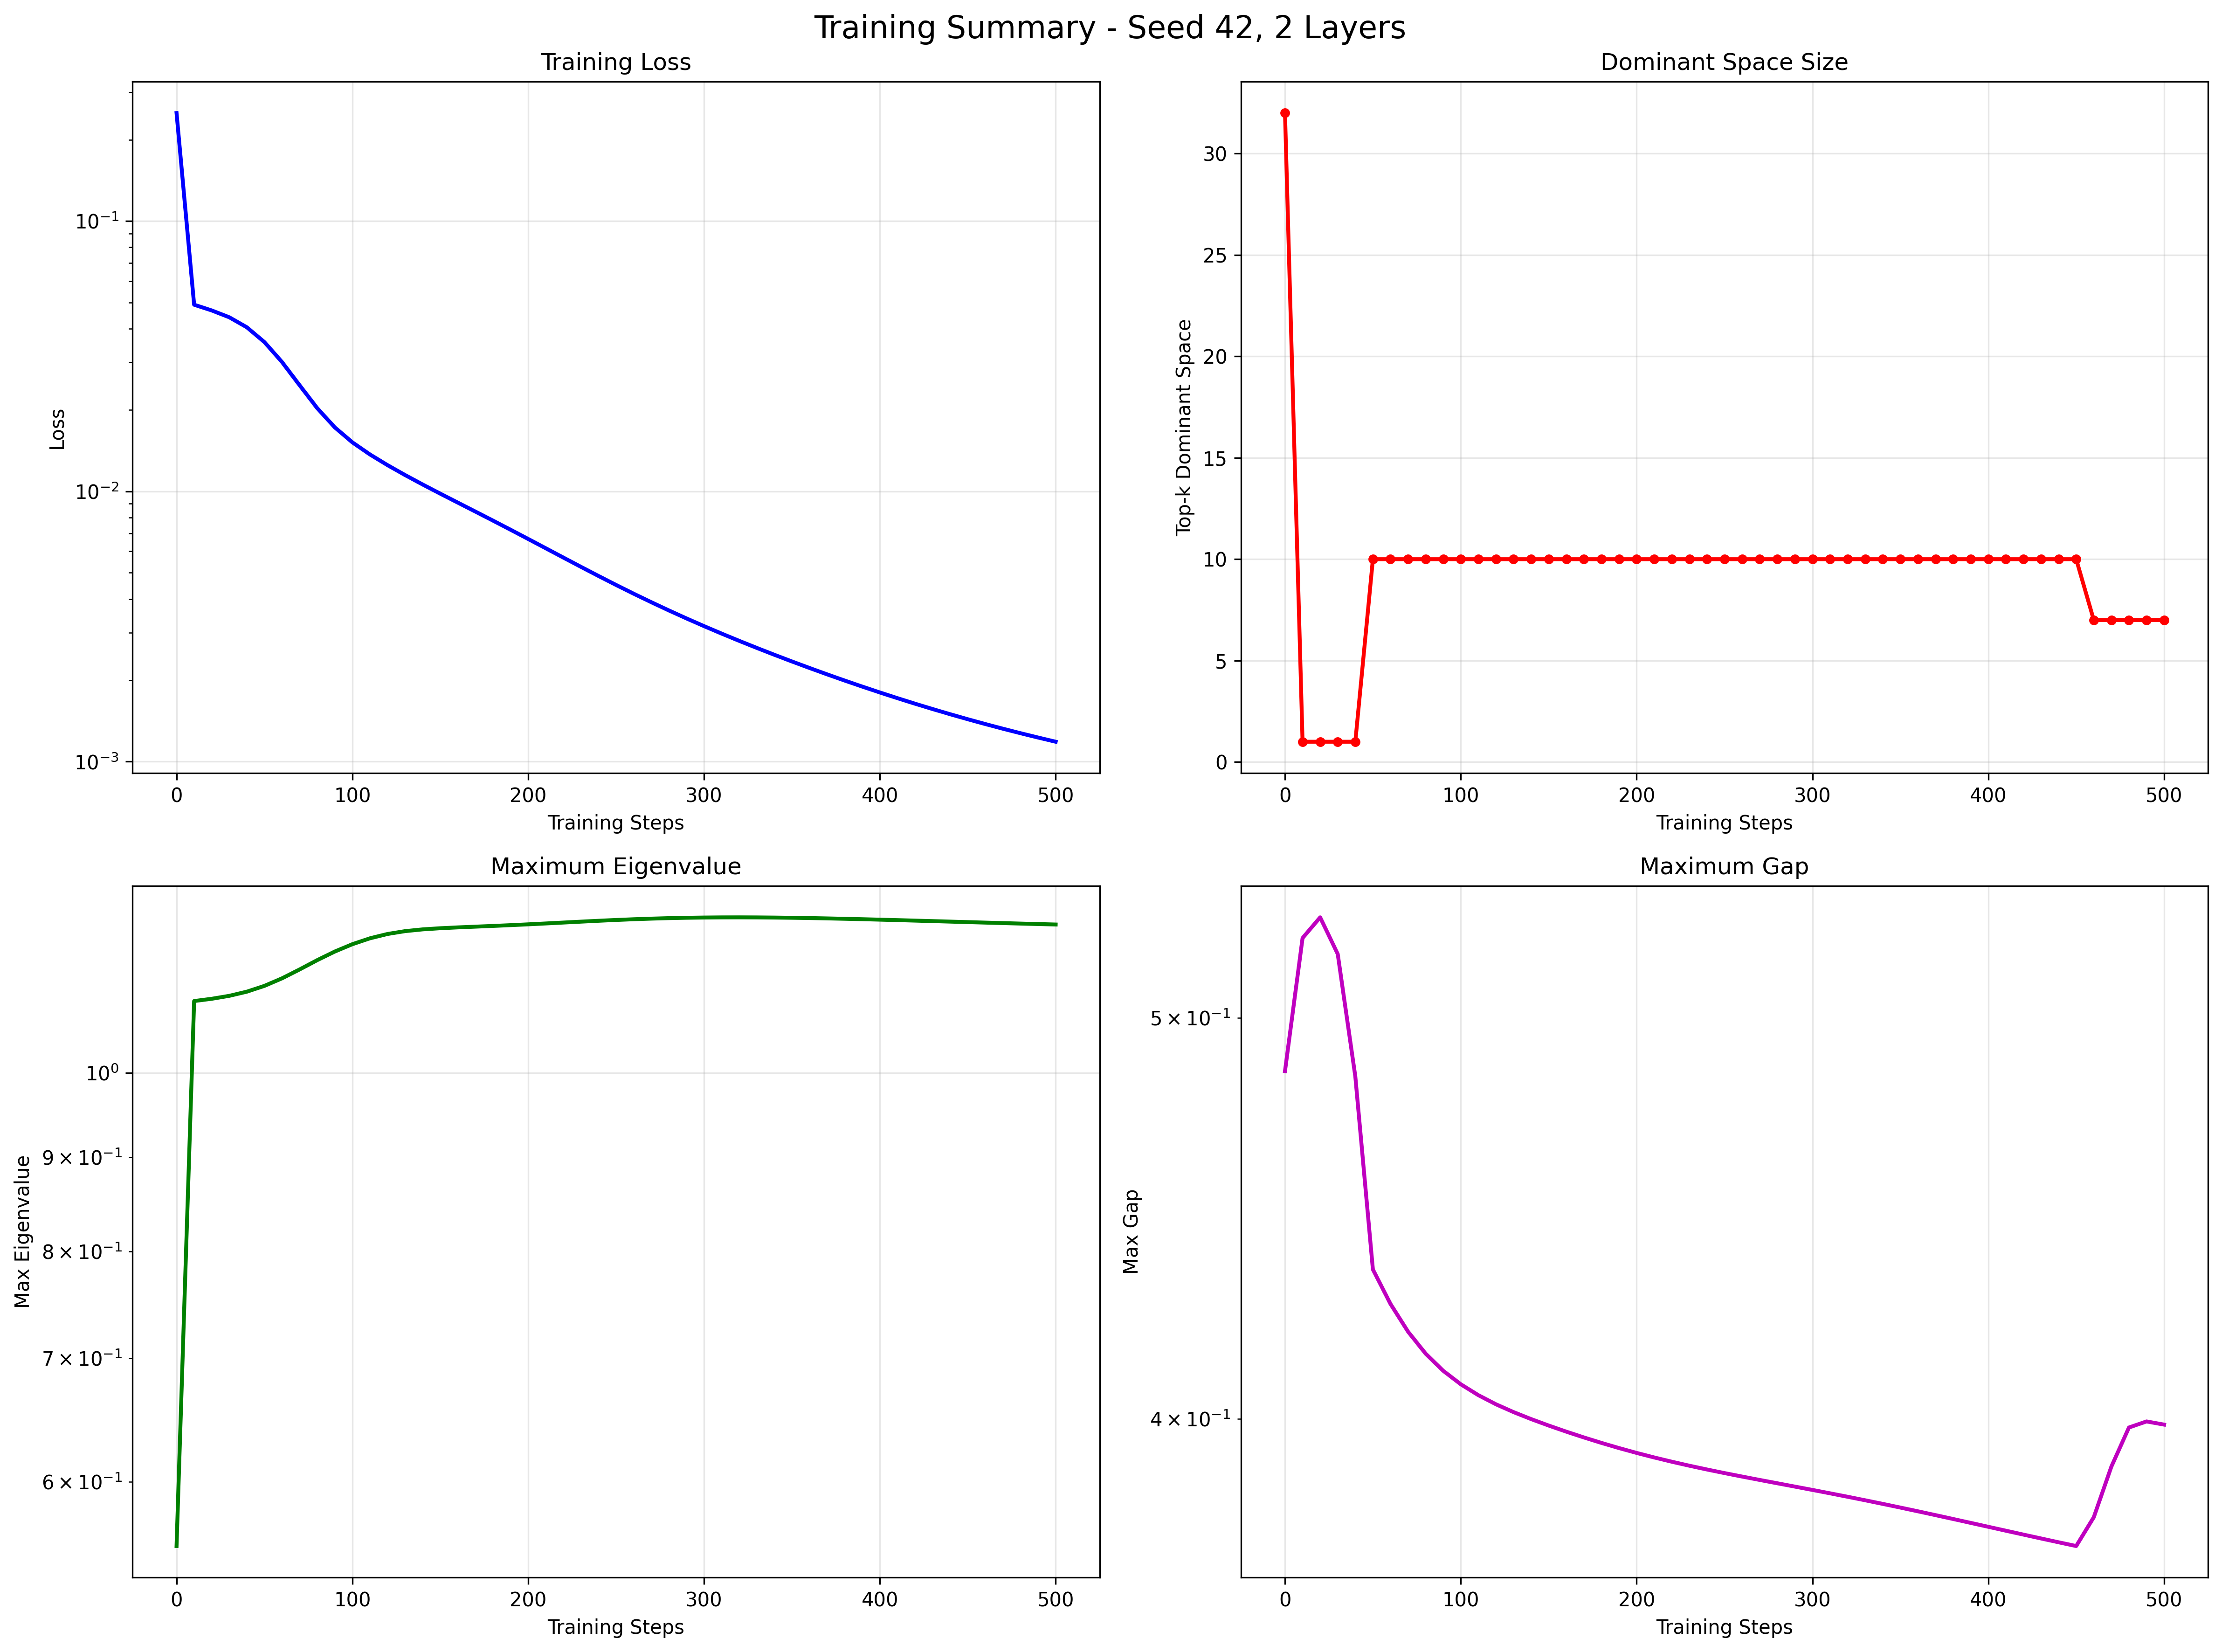 Training Summary - Seed 42, 2 Layers
Training Loss
Loss
10⁻¹
10⁻²
10⁻³
0 100 200 300 400 500
Training Steps
Dominant Space Size
Top-k Dominant Space
30
25
20
15
10
5
0
0 100 200 300 400 500
Training Steps
Maximum Eigenvalue
Max Eigenvalue
10⁰
9 × 10⁻¹
8 × 10⁻¹
7 × 10⁻¹
6 × 10⁻¹
0 100 200 300 400 500
Training Steps
Maximum Gap
Max Gap
5 × 10⁻¹
4 × 10⁻¹
0 100 200 300 400 500
Training Steps